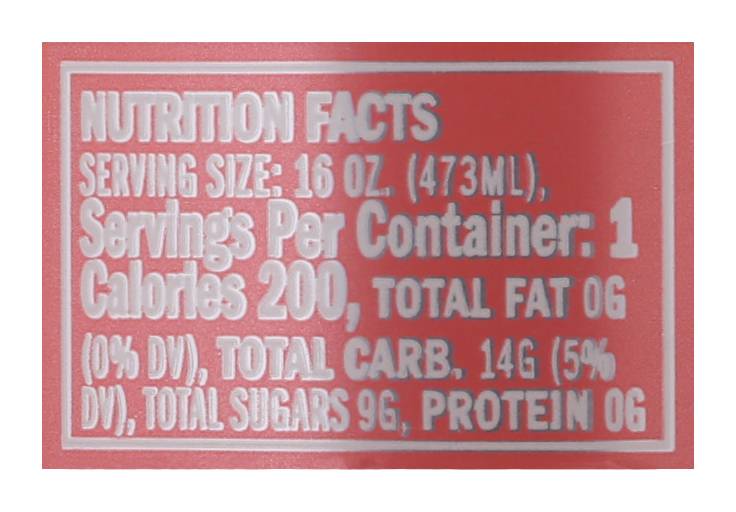 NUTRITION FACTS
SERVING SIZE: 16 OZ. (473ML),
Servings Per Container: 1
Calories 200, TOTAL FAT 0G
(0% DV), TOTAL CARB. 14G (5%
DV), TOTAL SUGARS 9G, PROTEIN 0G